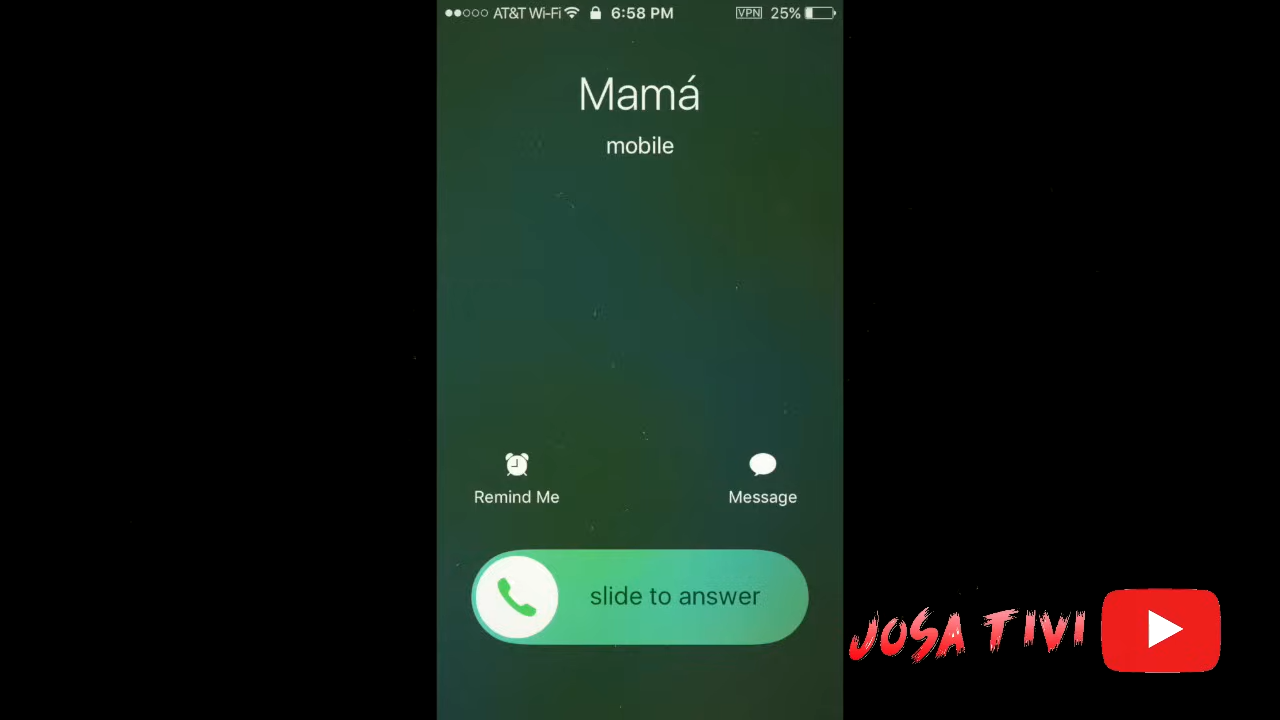 AT&T Wi-Fi 6:58 PM VPN 25%
Mamá
mobile
Remind Me Message
slide to answer
JOSA TIVI